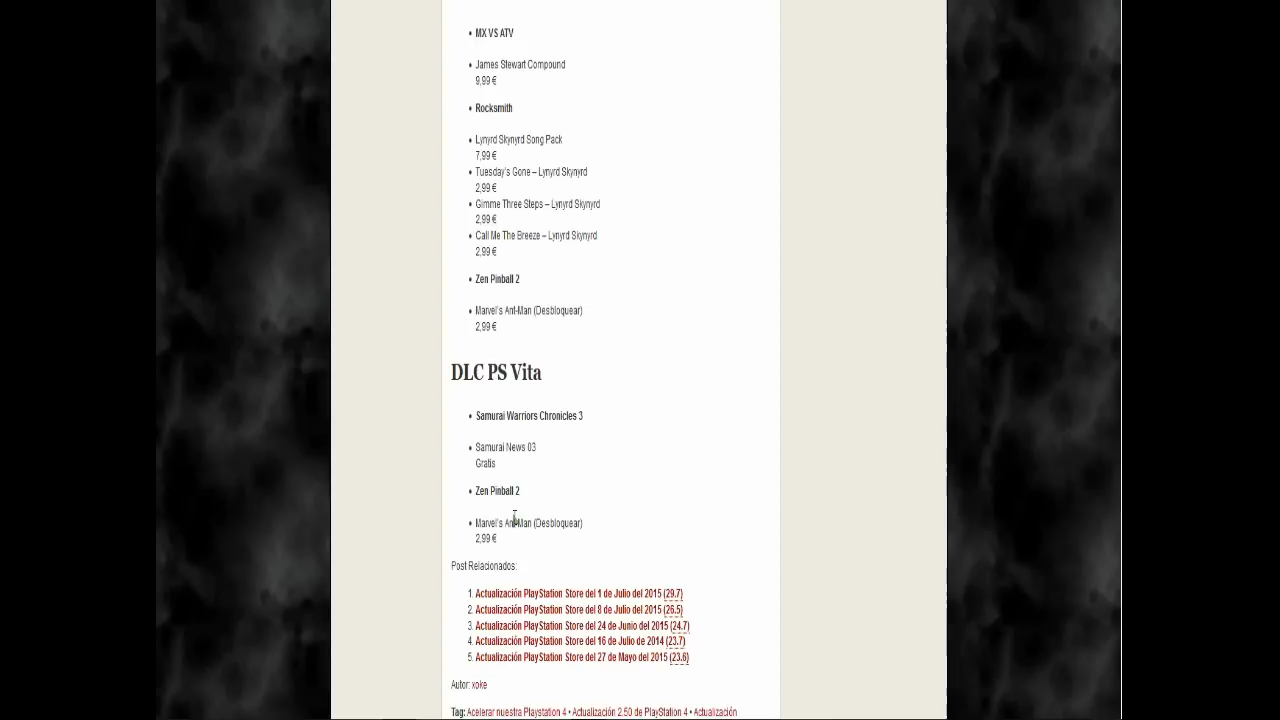 MX VS ATV
James Stewart Compound
9,99 €
Rocksmith
Lynyrd Skynyrd Song Pack
7,99 €
Tuesday's Gone – Lynyrd Skynyrd
2,99 €
Gimme Three Steps – Lynyrd Skynyrd
2,99 €
Call Me The Breeze – Lynyrd Skynyrd
2,99 €
Zen Pinball 2
Marvel's Ant-Man (Desbloquear)
2,99 €
DLC PS Vita
Samurai Warriors Chronicles 3
Samurai News 03
Gratis
Zen Pinball 2
Marvel's Ant-Man (Desbloquear)
2,99 €
Post Relacionados:
1. Actualización PlayStation Store del 1 de Julio del 2015 (29.7)
2. Actualización PlayStation Store del 8 de Julio del 2015 (26.5)
3. Actualización PlayStation Store del 24 de Junio del 2015 (24.7)
4. Actualización PlayStation Store del 16 de Julio de 2014 (23.7)
5. Actualización PlayStation Store del 27 de Mayo del 2015 (23.6)
Autor: xoke
Tag: Acelerar nuestra Playstation 4 • Actualización 2.50 de PlayStation 4 • Actualización